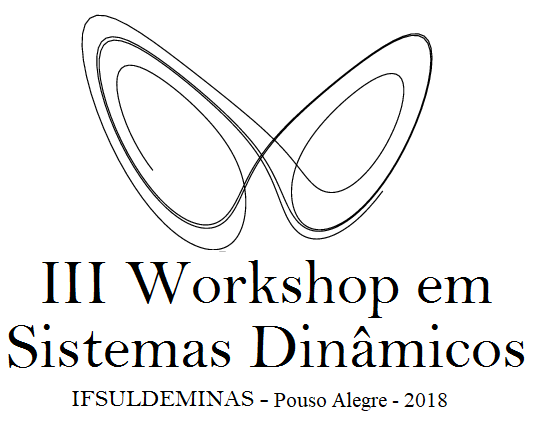 III Workshop em
Sistemas Dinâmicos
IFSULDEMINAS - Pouso Alegre - 2018